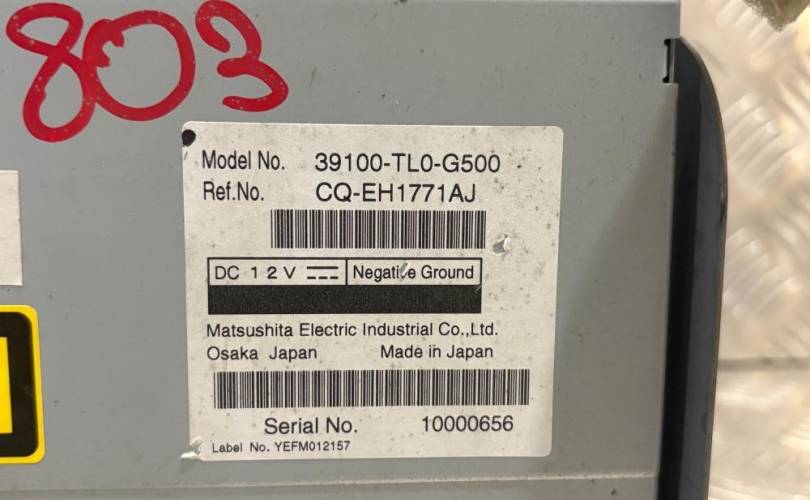 803
Model No. 39100-TL0-G500
Ref.No. CQ-EH1771AJ
DC 12V Negative Ground
Matsushita Electric Industrial Co.,Ltd.
Osaka Japan Made in Japan
Serial No. 10000656
Label No. YEFM012157